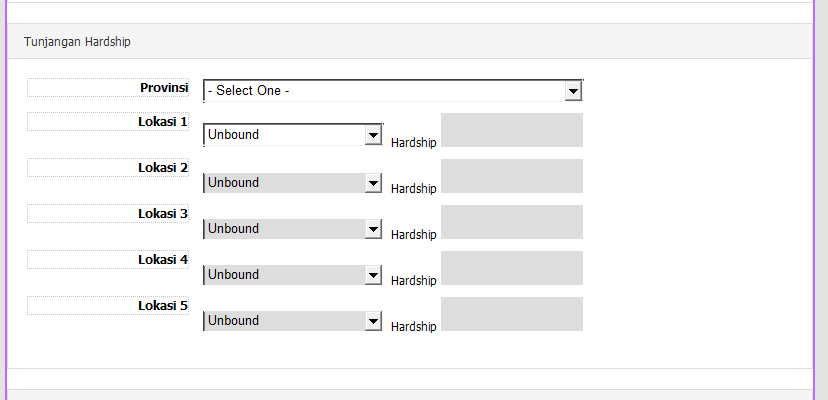 Tunjangan Hardship
Provinsi - Select One -
Lokasi 1 Unbound Hardship
Lokasi 2 Unbound Hardship
Lokasi 3 Unbound Hardship
Lokasi 4 Unbound Hardship
Lokasi 5 Unbound Hardship